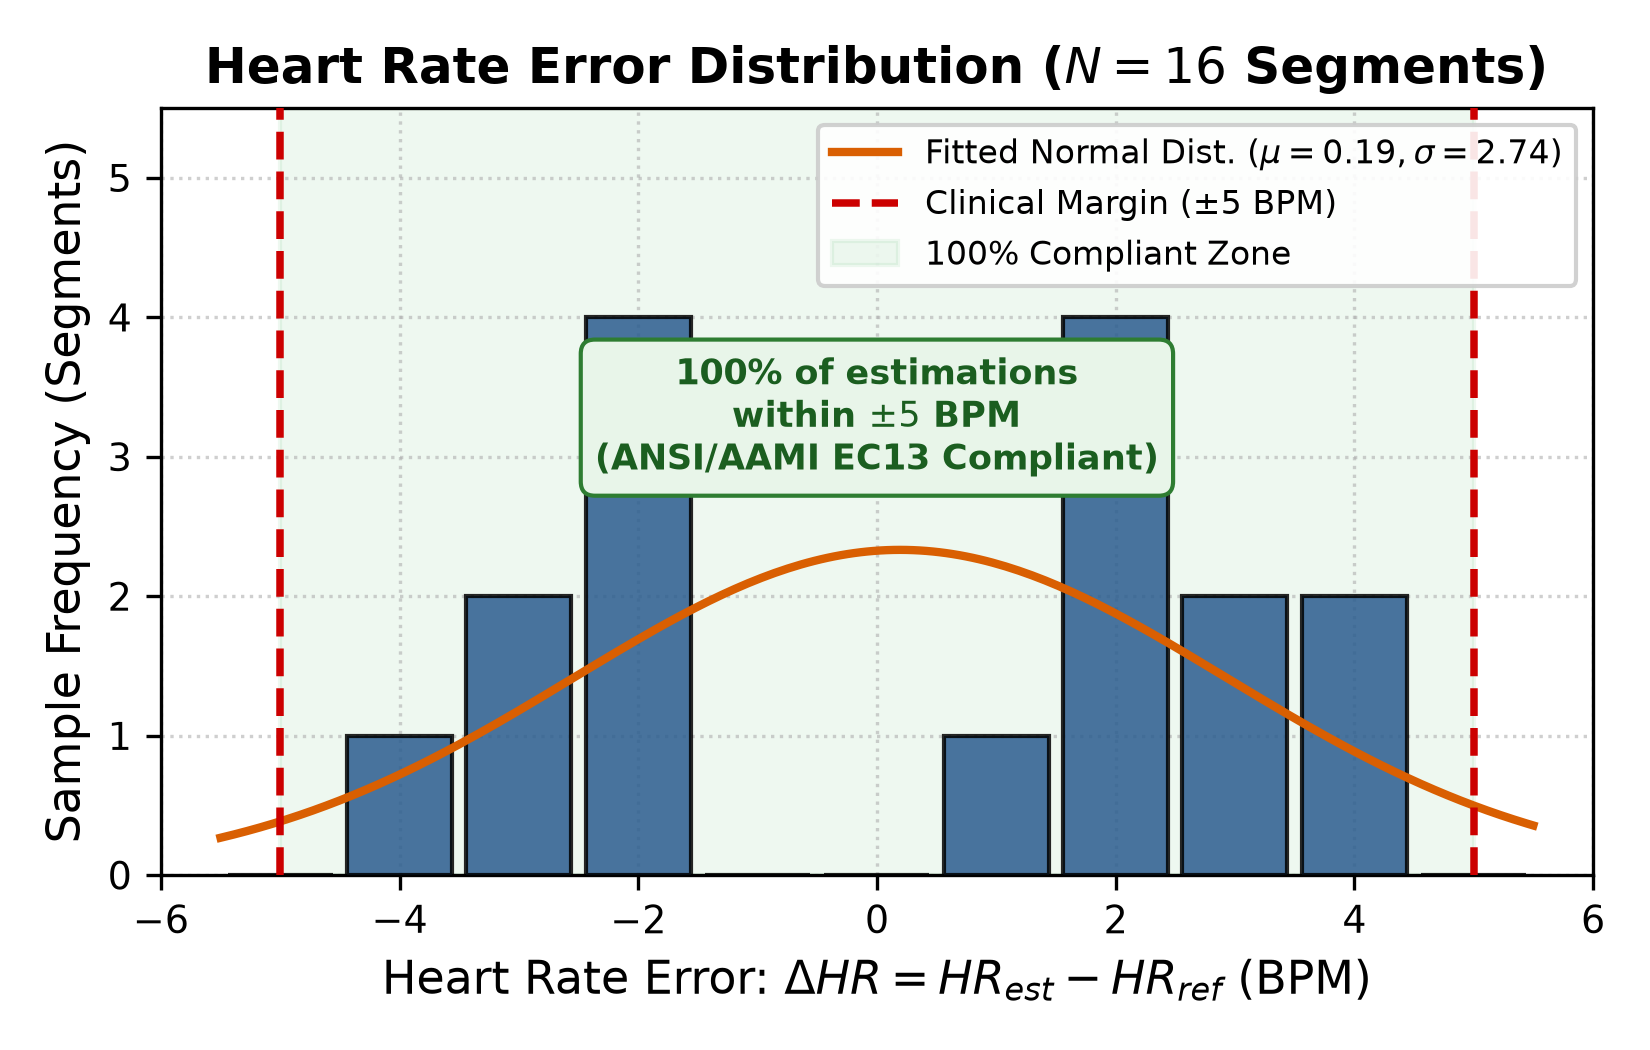 Heart Rate Error Distribution (N = 16 Segments)
Sample Frequency (Segments)
5
4
3
2
1
0
Fitted Normal Dist. (μ = 0.19, σ = 2.74)
Clinical Margin (±5 BPM)
100% Compliant Zone
100% of estimations
within ±5 BPM
(ANSI/AAMI EC13 Compliant)
−6 −4 −2 0 2 4 6
Heart Rate Error: ΔHR = HR_est − HR_ref (BPM)